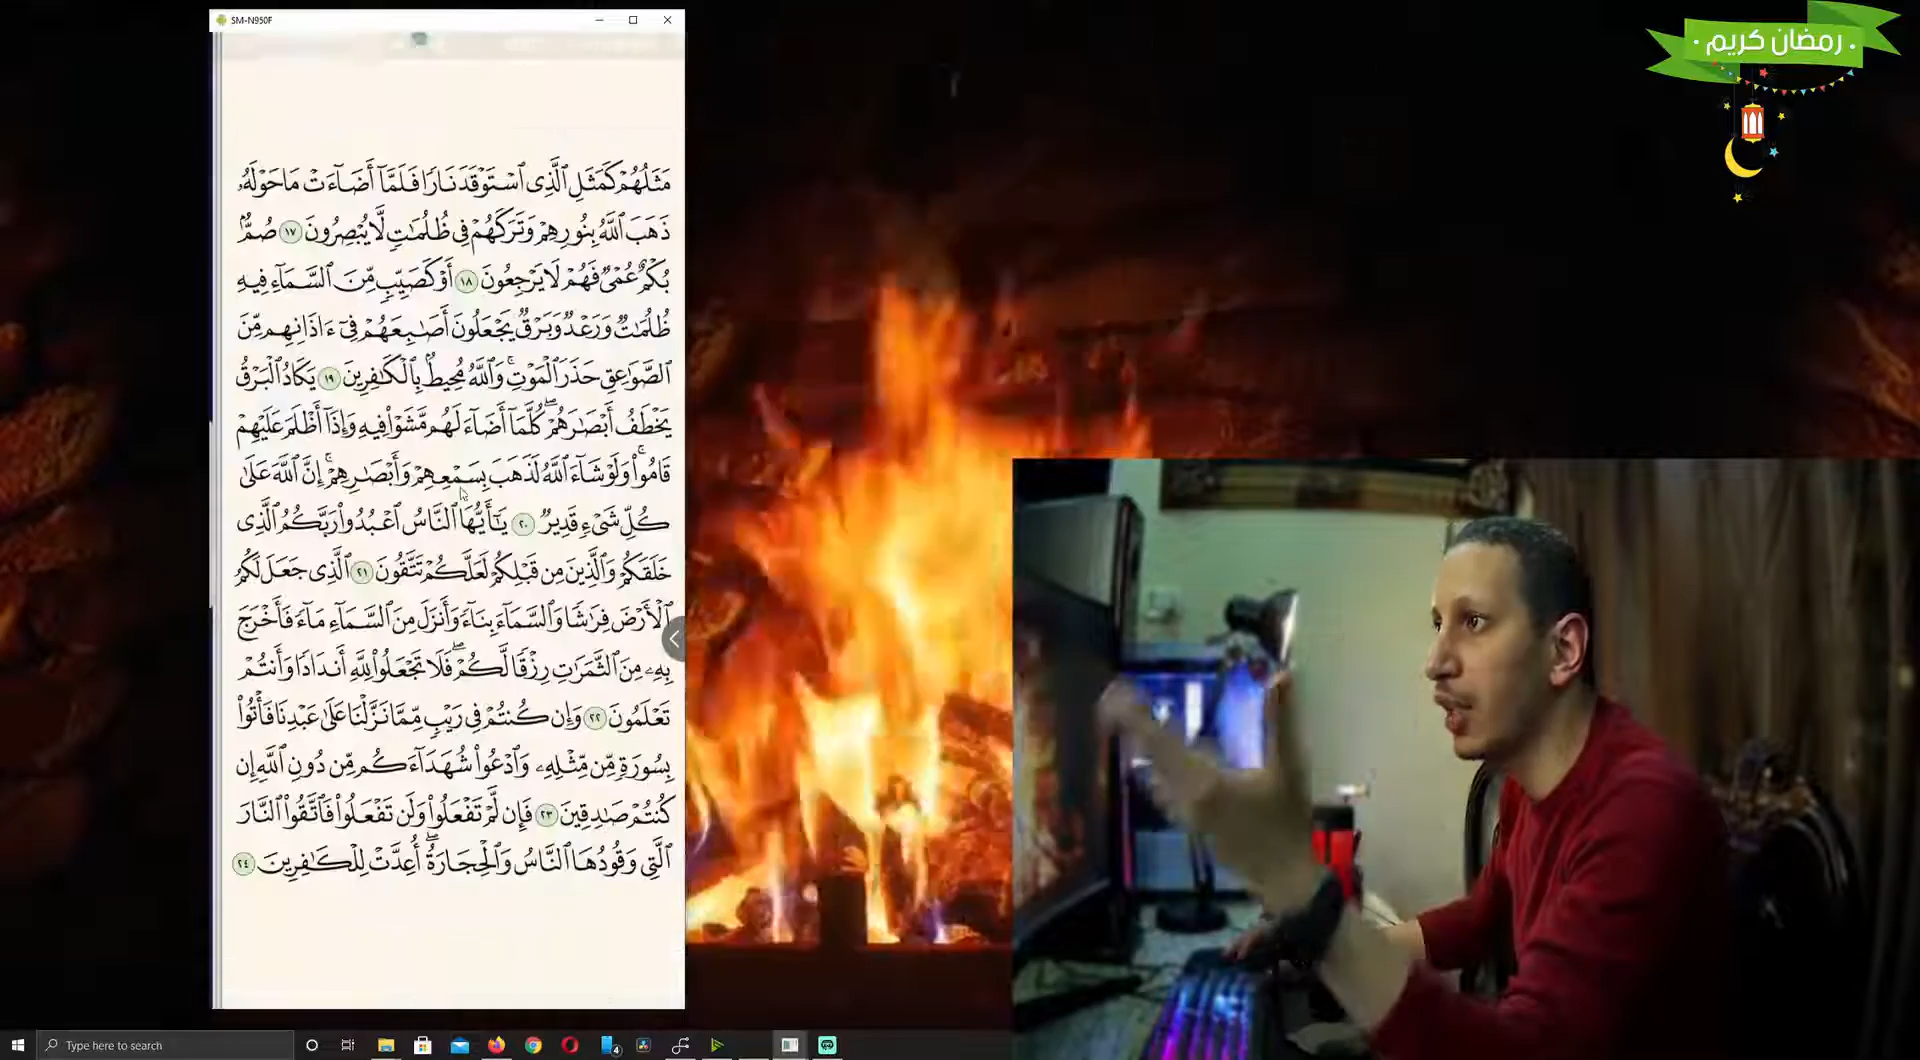 SM-N950F
· رمضان كريم ·
مَثَلُهُمْ كَمَثَلِ ٱلَّذِى ٱسْتَوْقَدَ نَارًا فَلَمَّآ أَضَآءَتْ مَا حَوْلَهُۥ
ذَهَبَ ٱللَّهُ بِنُورِهِمْ وَتَرَكَهُمْ فِى ظُلُمَٰتٍ لَّا يُبْصِرُونَ ١٧ صُمٌّۢ
بُكْمٌ عُمْىٌ فَهُمْ لَا يَرْجِعُونَ ١٨ أَوْ كَصَيِّبٍ مِّنَ ٱلسَّمَآءِ فِيهِ
ظُلُمَٰتٌ وَرَعْدٌ وَبَرْقٌ يَجْعَلُونَ أَصَٰبِعَهُمْ فِىٓ ءَاذَانِهِم مِّنَ
ٱلصَّوَٰعِقِ حَذَرَ ٱلْمَوْتِۚ وَٱللَّهُ مُحِيطٌۢ بِٱلْكَٰفِرِينَ ١٩ يَكَادُ ٱلْبَرْقُ
يَخْطَفُ أَبْصَٰرَهُمْۖ كُلَّمَآ أَضَآءَ لَهُم مَّشَوْا۟ فِيهِ وَإِذَآ أَظْلَمَ عَلَيْهِمْ
قَامُوا۟ۚ وَلَوْ شَآءَ ٱللَّهُ لَذَهَبَ بِسَمْعِهِمْ وَأَبْصَٰرِهِمْۚ إِنَّ ٱللَّهَ عَلَىٰ
كُلِّ شَىْءٍ قَدِيرٌ ٢٠ يَٰٓأَيُّهَا ٱلنَّاسُ ٱعْبُدُوا۟ رَبَّكُمُ ٱلَّذِى
خَلَقَكُمْ وَٱلَّذِينَ مِن قَبْلِكُمْ لَعَلَّكُمْ تَتَّقُونَ ٢١ ٱلَّذِى جَعَلَ لَكُمُ
ٱلْأَرْضَ فِرَٰشًا وَٱلسَّمَآءَ بِنَآءً وَأَنزَلَ مِنَ ٱلسَّمَآءِ مَآءً فَأَخْرَجَ
بِهِۦ مِنَ ٱلثَّمَرَٰتِ رِزْقًا لَّكُمْۖ فَلَا تَجْعَلُوا۟ لِلَّهِ أَندَادًا وَأَنتُمْ
تَعْلَمُونَ ٢٢ وَإِن كُنتُمْ فِى رَيْبٍ مِّمَّا نَزَّلْنَا عَلَىٰ عَبْدِنَا فَأْتُوا۟
بِسُورَةٍ مِّن مِّثْلِهِۦ وَٱدْعُوا۟ شُهَدَآءَكُم مِّن دُونِ ٱللَّهِ إِن
كُنتُمْ صَٰدِقِينَ ٢٣ فَإِن لَّمْ تَفْعَلُوا۟ وَلَن تَفْعَلُوا۟ فَٱتَّقُوا۟ ٱلنَّارَ
ٱلَّتِى وَقُودُهَا ٱلنَّاسُ وَٱلْحِجَارَةُۖ أُعِدَّتْ لِلْكَٰفِرِينَ ٢٤
Type here to search
4